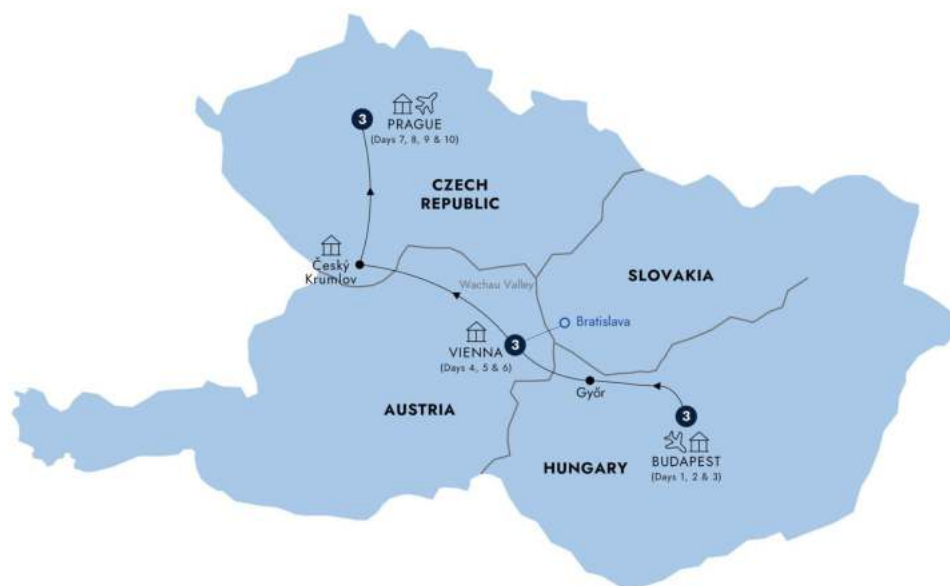 3
PRAGUE
(Days 7, 8, 9 & 10)
CZECH
REPUBLIC
Český
Krumlov
Wachau Valley
SLOVAKIA
Bratislava
3
VIENNA
(Days 4, 5 & 6)
Győr
AUSTRIA
3
BUDAPEST
(Days 1, 2 & 3)
HUNGARY